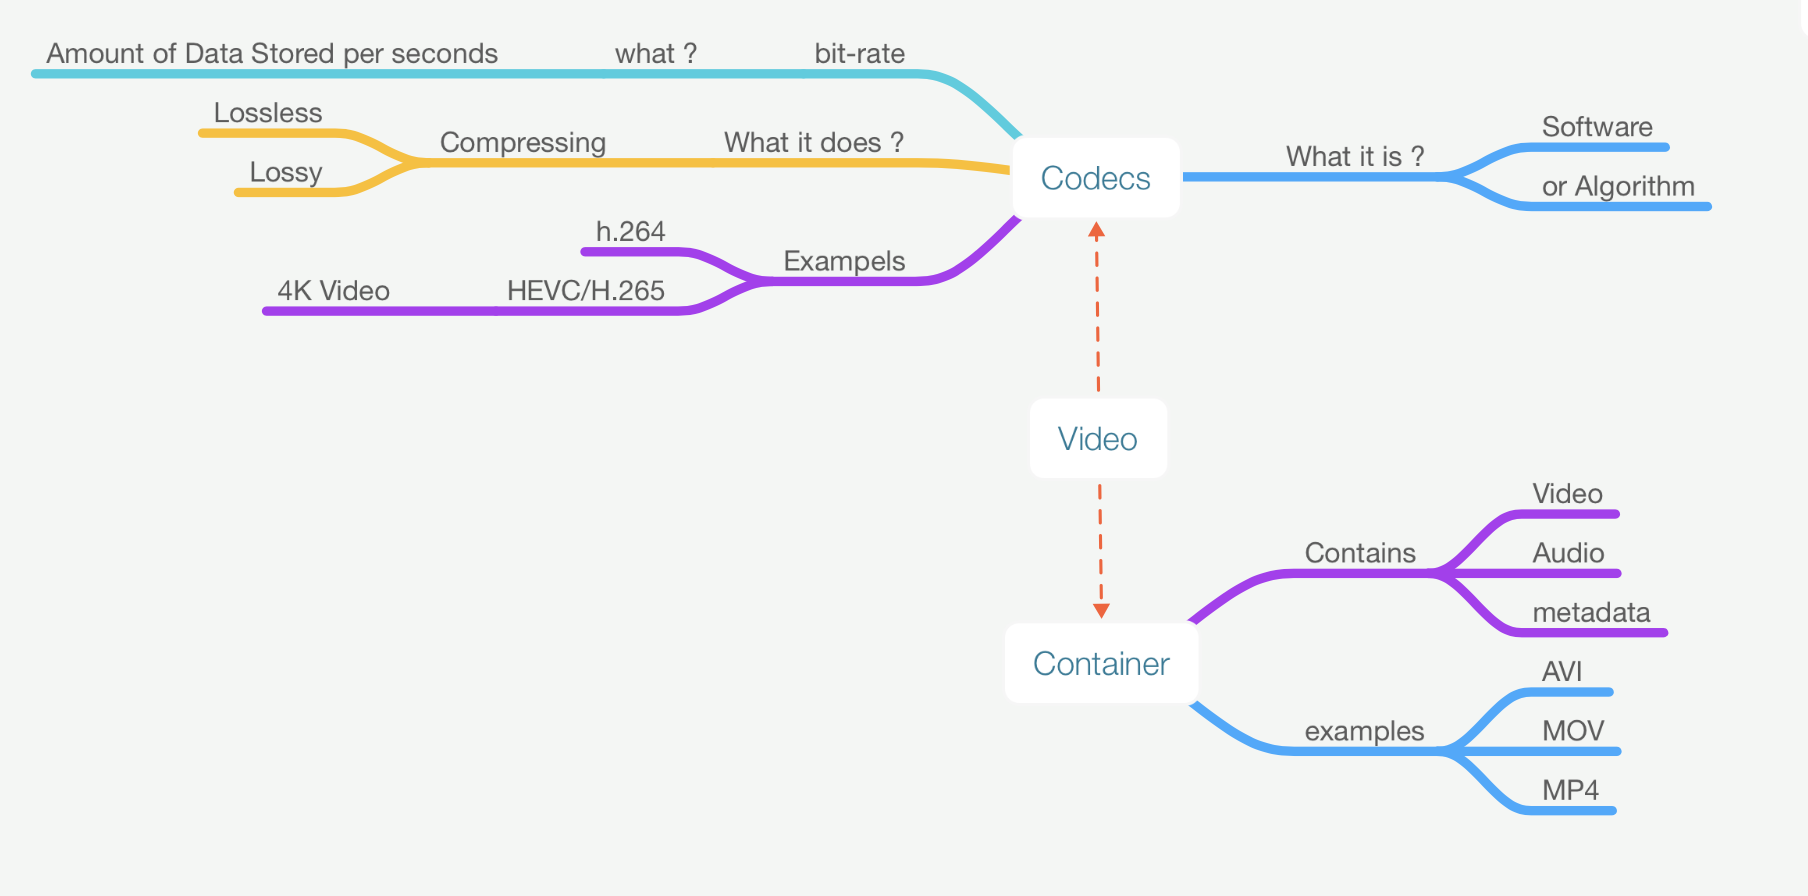 Amount of Data Stored per seconds
what ?
bit-rate
Lossless
Lossy
Compressing
What it does ?
h.264
4K Video
HEVC/H.265
Exampels
Codecs
What it is ?
Software
or Algorithm
Video
Container
Contains
Video
Audio
metadata
examples
AVI
MOV
MP4